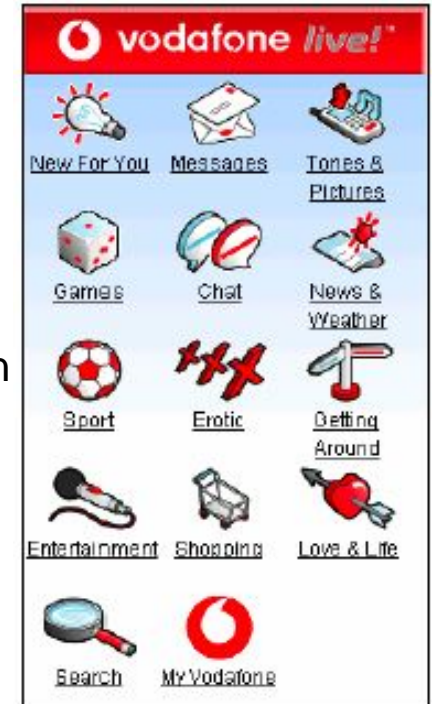 vodafone live!™
New For You Messages Tones &
Pictures
Games Chat News &
Weather
n
Sport Erotic Getting
Around
Entertainment Shopping Love & Life
Search My Vodafone